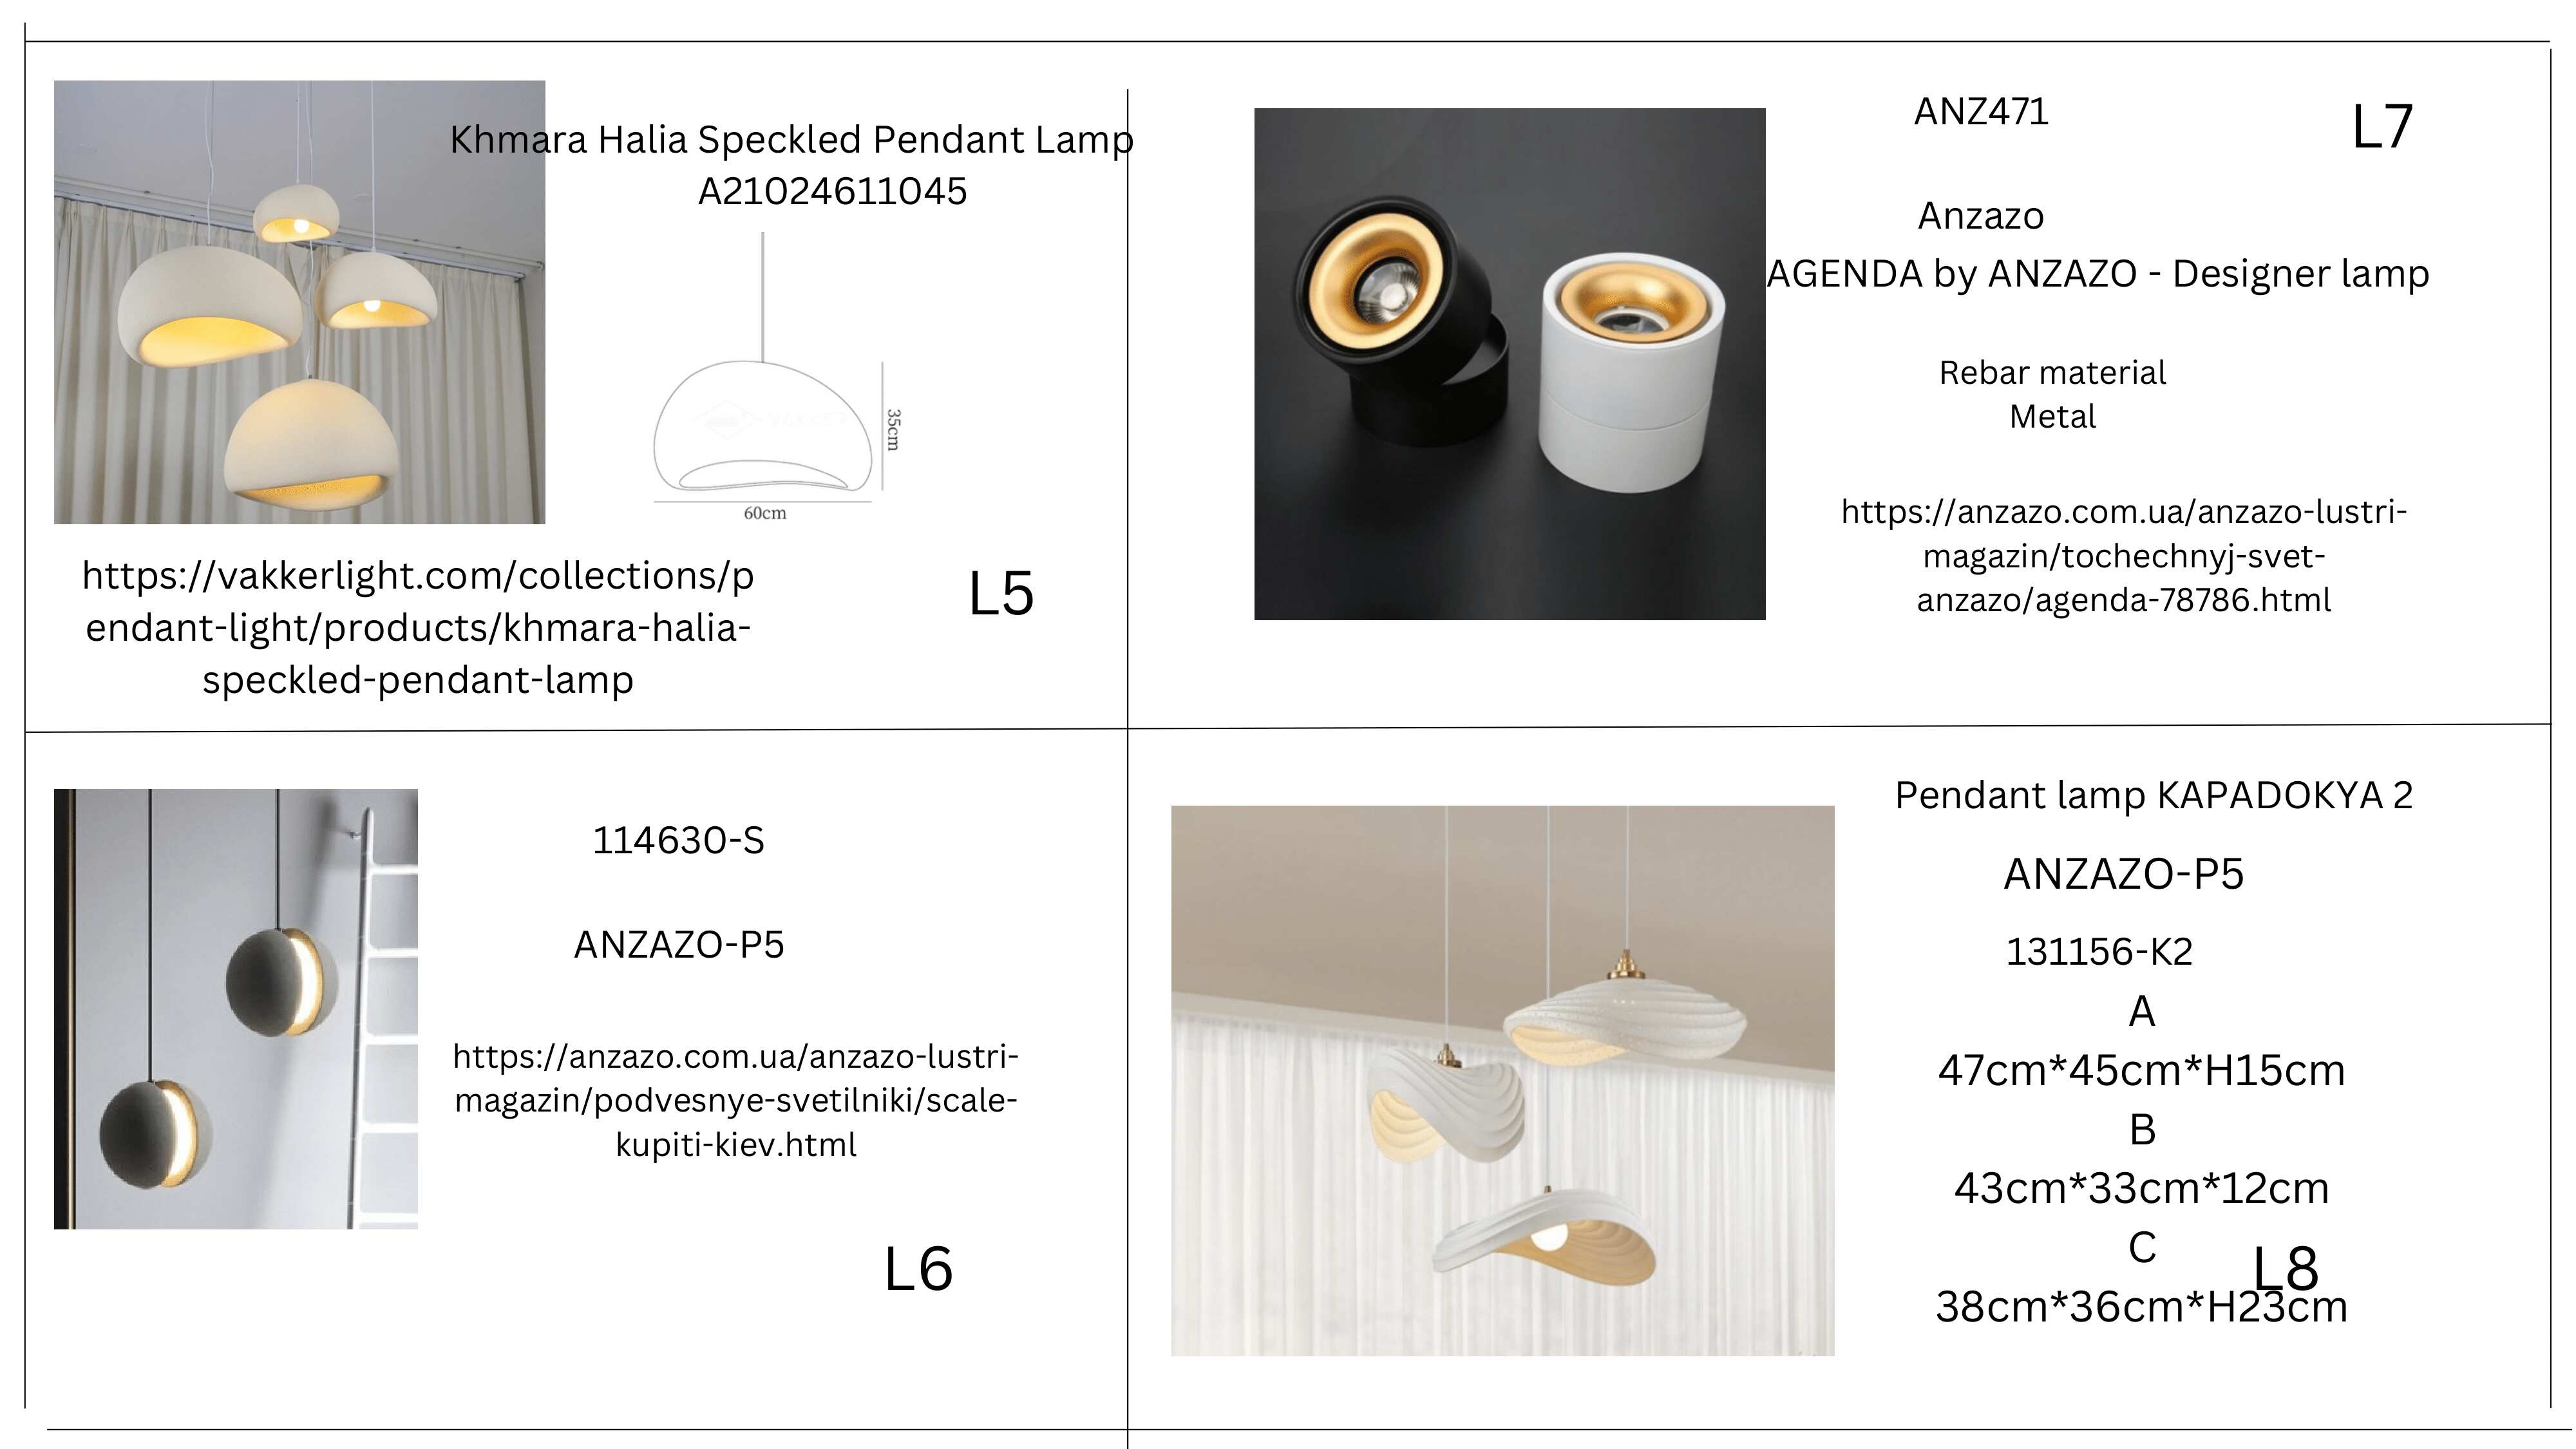 Khmara Halia Speckled Pendant Lamp
A21024611045
35cm
60cm
https://vakkerlight.com/collections/p
endant-light/products/khmara-halia-
speckled-pendant-lamp
L5
ANZ471
L7
Anzazo
AGENDA by ANZAZO - Designer lamp
Rebar material
Metal
https://anzazo.com.ua/anzazo-lustri-
magazin/tochechnyj-svet-
anzazo/agenda-78786.html
114630-S
ANZAZO-P5
https://anzazo.com.ua/anzazo-lustri-
magazin/podvesnye-svetilniki/scale-
kupiti-kiev.html
L6
Pendant lamp KAPADOKYA 2
ANZAZO-P5
131156-K2
A
47cm*45cm*H15cm
B
43cm*33cm*12cm
C
L8
38cm*36cm*H23cm